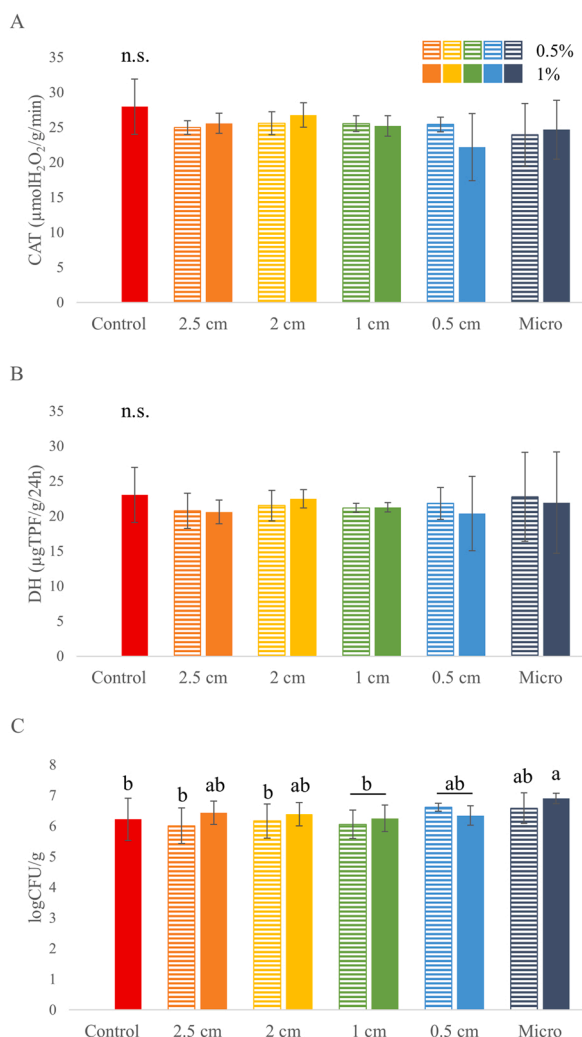 A
n.s.
0.5%
1%
CAT (µmolH₂O₂/g/min)
35
30
25
20
15
10
5
0
Control 2.5 cm 2 cm 1 cm 0.5 cm Micro
B
n.s.
DH (µgTPF/g/24h)
35
30
25
20
15
10
5
0
Control 2.5 cm 2 cm 1 cm 0.5 cm Micro
C
logCFU/g
8
7
6
5
4
3
2
1
0
b b ab b ab b ab ab a
Control 2.5 cm 2 cm 1 cm 0.5 cm Micro